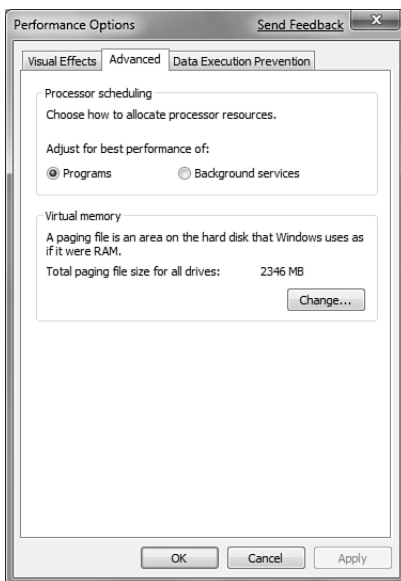 Performance Options
Send Feedback
X
Visual Effects
Advanced
Data Execution Prevention
Processor scheduling
Choose how to allocate processor resources.
Adjust for best performance of:
Programs
Background services
Virtual memory
A paging file is an area on the hard disk that Windows uses as
if it were RAM.
Total paging file size for all drives: 2346 MB
Change...
OK
Cancel
Apply